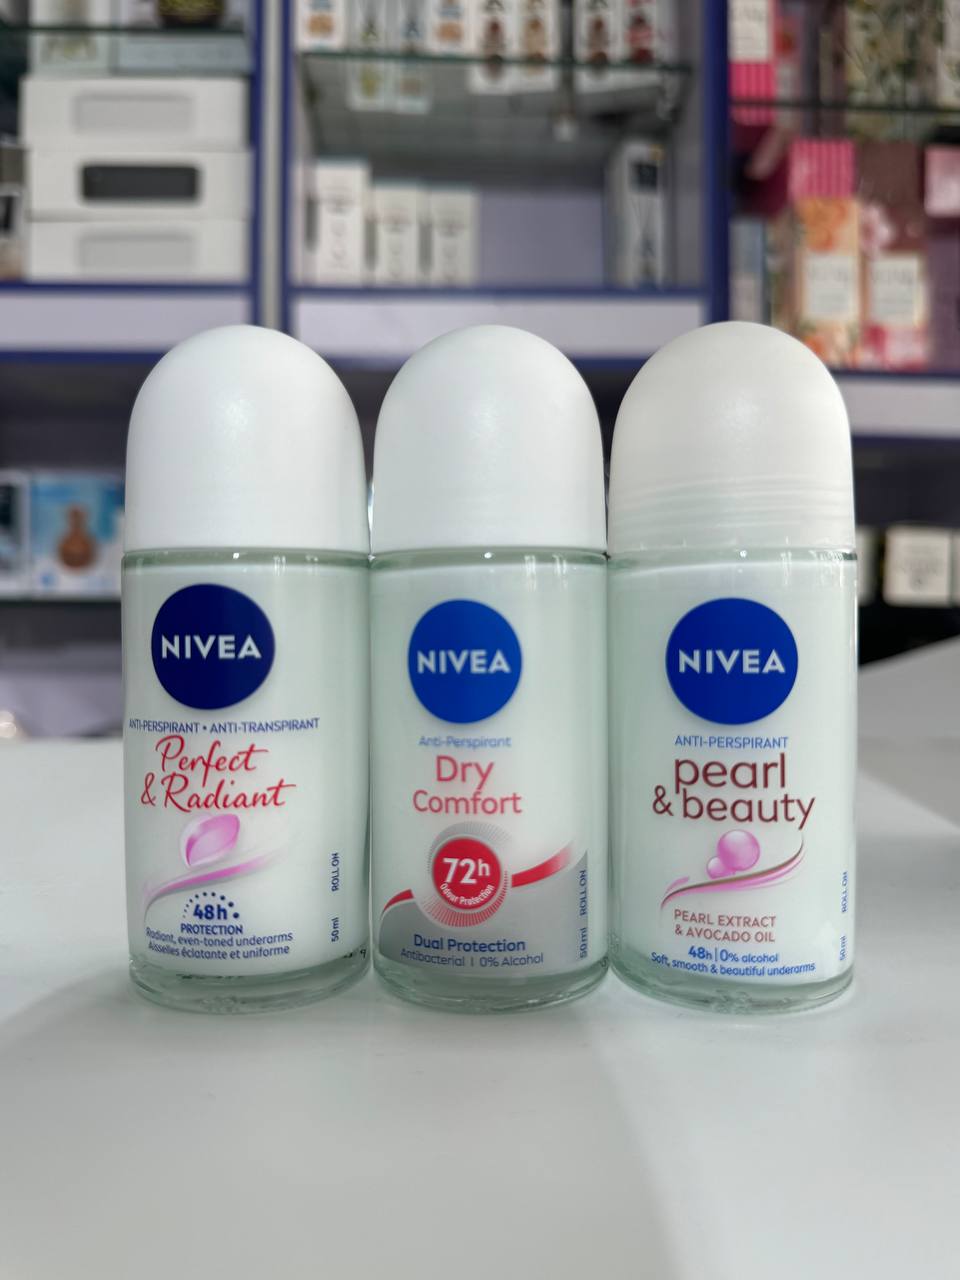 NIVEA
ANTI-PERSPIRANT • ANTI-TRANSPIRANT
Perfect
& Radiant
48h
PROTECTION
Radiant, even-toned underarms
Aisselles éclatante et uniforme
50ml ROLL ON
NIVEA
Anti-Perspirant
Dry
Comfort
72h
Odour Protection
Dual Protection
Antibacterial | 0% Alcohol
50ml ROLL ON
NIVEA
ANTI-PERSPIRANT
pearl
& beauty
PEARL EXTRACT
& AVOCADO OIL
48h | 0% alcohol
Soft, smooth & beautiful underarms
50ml ROLL ON